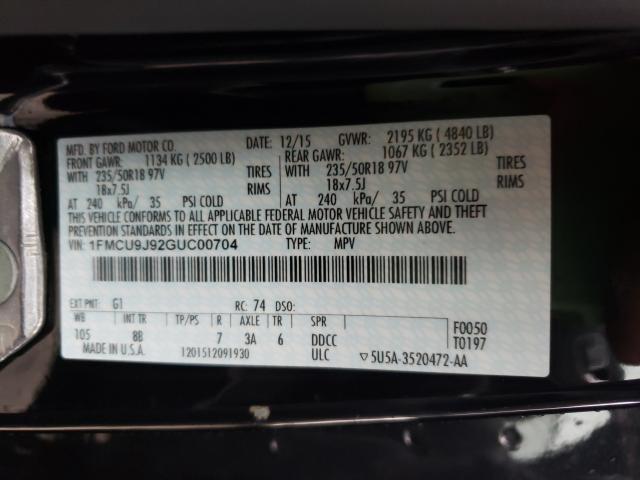 MFD. BY FORD MOTOR CO.
DATE: 12/15 GVWR: 2195 KG ( 4840 LB)
FRONT GAWR: 1134 KG ( 2500 LB) REAR GAWR: 1067 KG ( 2352 LB)
WITH 235/50R18 97V TIRES WITH 235/50R18 97V TIRES
18x7.5J RIMS 18x7.5J RIMS
AT 240 kPa/ 35 PSI COLD AT 240 kPa/ 35 PSI COLD
THIS VEHICLE CONFORMS TO ALL APPLICABLE FEDERAL MOTOR VEHICLE SAFETY AND THEFT
PREVENTION STANDARDS IN EFFECT ON THE DATE OF MANUFACTURE SHOWN ABOVE.
VIN: 1FMCU9J92GUC00704 TYPE: MPV
EXT PNT: G1 RC: 74 DSO:
WB INT TR TP/PS R AXLE TR SPR F0050
105 8B 7 3A 6 DDCC T0197
MADE IN U.S.A. 1201512091930 ULC ▽5U5A-3520472-AA